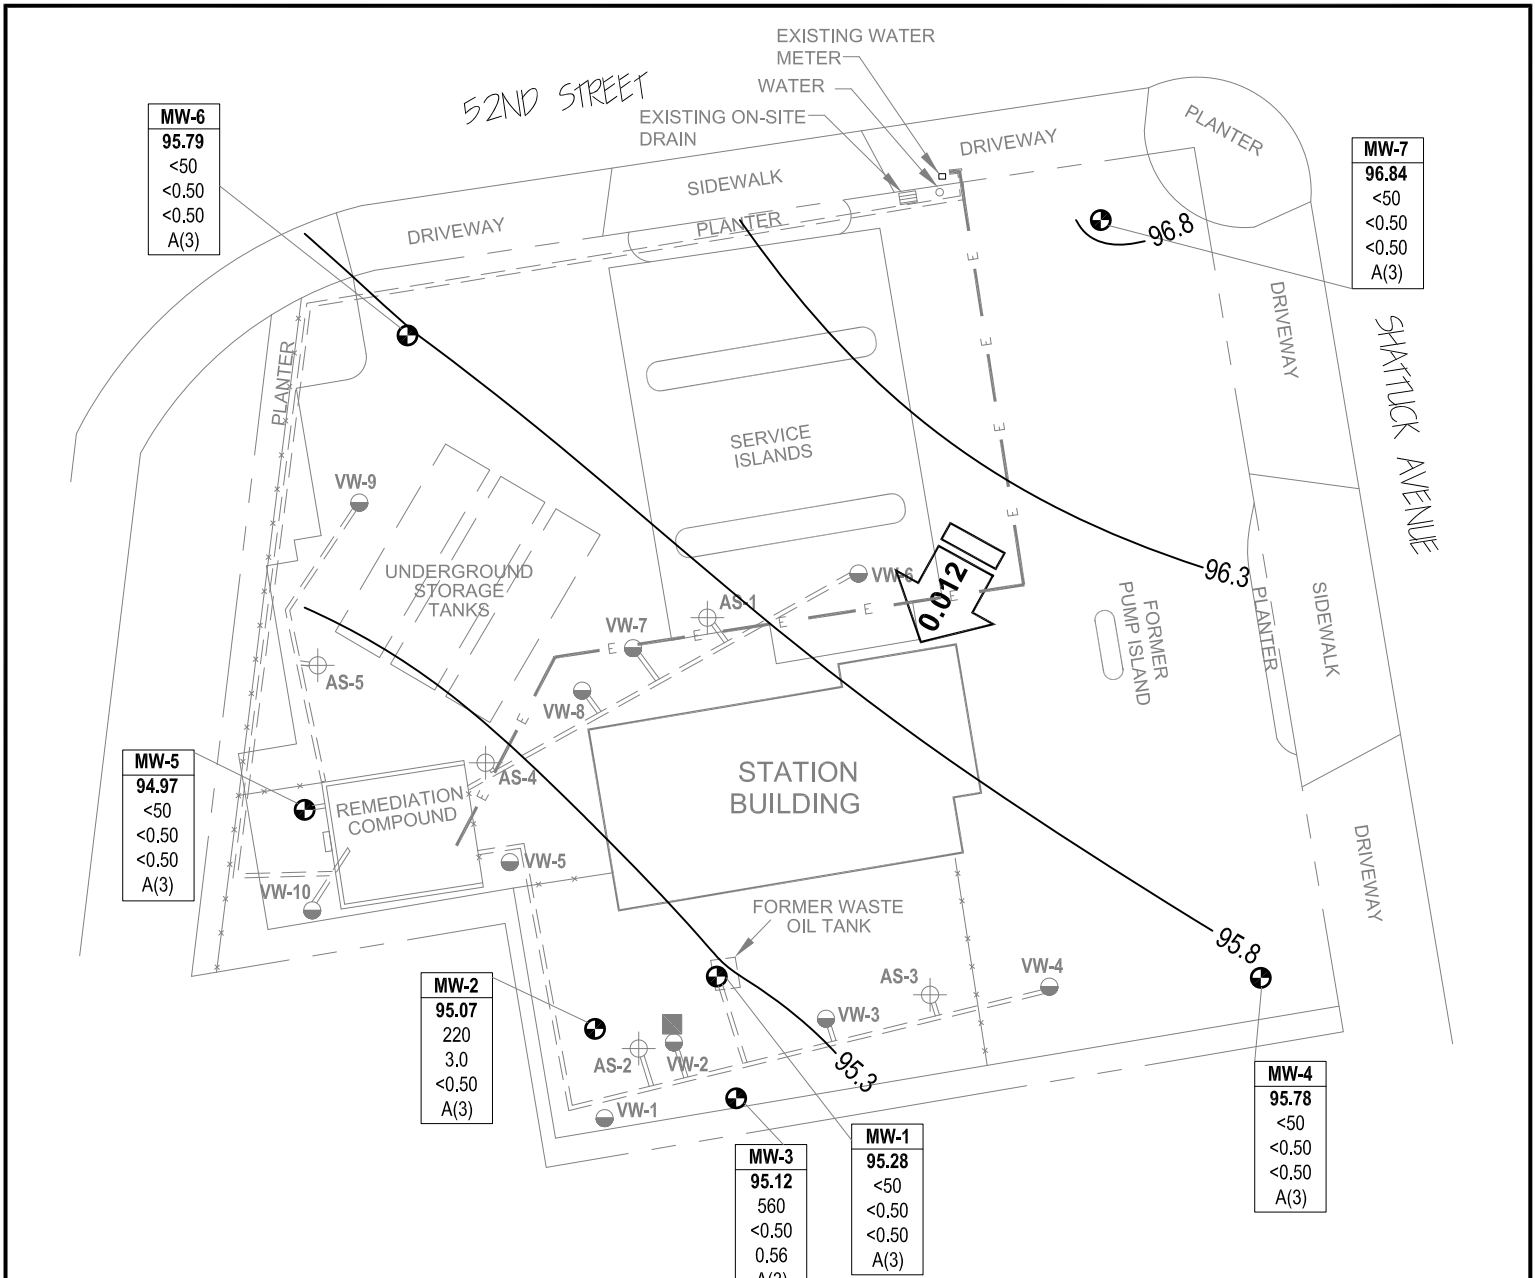 EXISTING WATER
METER
WATER
EXISTING ON-SITE
DRAIN
52ND STREET
DRIVEWAY
PLANTER
SIDEWALK
PLANTER
DRIVEWAY
MW-6
95.79
<50
<0.50
<0.50
A(3)
MW-7
96.84
<50
<0.50
<0.50
A(3)
96.8
DRIVEWAY
SHATTUCK AVENUE
PLANTER
E
E
E
E
E
SERVICE
ISLANDS
VW-9
UNDERGROUND
STORAGE
TANKS
96.3
0.012
VW-6
AS-1
E
E
E
E
E
VW-7
FORMER
PUMP ISLAND
PLANTER
SIDEWALK
AS-5
VW-8
E
AS-4
E
STATION
BUILDING
MW-5
94.97
<50
<0.50
<0.50
A(3)
REMEDIATION
COMPOUND
VW-5
VW-10
DRIVEWAY
FORMER WASTE
OIL TANK
95.8
AS-3
VW-4
VW-3
MW-2
95.07
220
3.0
<0.50
A(3)
AS-2
VW-2
95.3
VW-1
MW-4
95.78
<50
<0.50
<0.50
A(3)
MW-1
95.28
<50
<0.50
<0.50
A(3)
MW-3
95.12
560
<0.50
0.56
A(3)